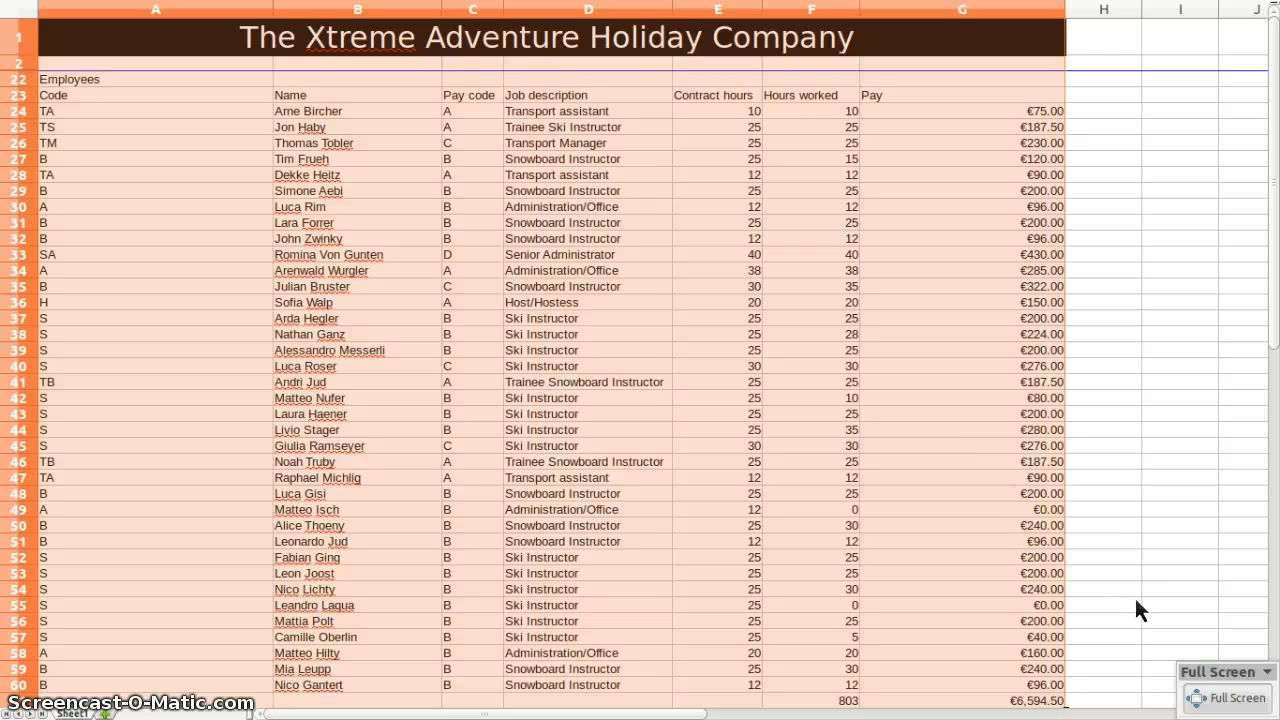 A B C D E F G H I J
1 The Xtreme Adventure Holiday Company
2
22 Employees
23 Code Name Pay code Job description Contract hours Hours worked Pay
24 TA Arne Bircher A Transport assistant 10 10 €75.00
25 TS Jon Haby A Trainee Ski Instructor 25 25 €187.50
26 TM Thomas Tobler C Transport Manager 25 25 €230.00
27 B Tim Frueh B Snowboard Instructor 25 15 €120.00
28 TA Dekke Heitz A Transport assistant 12 12 €90.00
29 B Simone Aebi B Snowboard Instructor 25 25 €200.00
30 A Luca Rim B Administration/Office 12 12 €96.00
31 B Lara Forrer B Snowboard Instructor 25 25 €200.00
32 B John Zwinky B Snowboard Instructor 12 12 €96.00
33 SA Romina Von Gunten D Senior Administrator 40 40 €430.00
34 A Arenwald Wurgler A Administration/Office 38 38 €285.00
35 B Julian Bruster C Snowboard Instructor 30 35 €322.00
36 H Sofia Walp A Host/Hostess 20 20 €150.00
37 S Arda Hegler B Ski Instructor 25 25 €200.00
38 S Nathan Ganz B Ski Instructor 25 28 €224.00
39 S Alessandro Messerli B Ski Instructor 25 25 €200.00
40 S Luca Roser C Ski Instructor 30 30 €276.00
41 TB Andri Jud A Trainee Snowboard Instructor 25 25 €187.50
42 S Matteo Nufer B Ski Instructor 25 10 €80.00
43 S Laura Haener B Ski Instructor 25 25 €200.00
44 S Livio Stager B Ski Instructor 25 35 €280.00
45 S Giulia Ramseyer C Ski Instructor 30 30 €276.00
46 TB Noah Truby A Trainee Snowboard Instructor 25 25 €187.50
47 TA Raphael Michlig A Transport assistant 12 12 €90.00
48 B Luca Gisi B Snowboard Instructor 25 25 €200.00
49 A Matteo Isch B Administration/Office 12 0 €0.00
50 B Alice Thoeny B Snowboard Instructor 25 30 €240.00
51 B Leonardo Jud B Snowboard Instructor 12 12 €96.00
52 S Fabian Ging B Ski Instructor 25 25 €200.00
53 S Leon Joost B Ski Instructor 25 25 €200.00
54 S Nico Lichty B Ski Instructor 25 30 €240.00
55 S Leandro Laqua B Ski Instructor 25 0 €0.00
56 S Mattia Polt B Ski Instructor 25 25 €200.00
57 S Camille Oberlin B Ski Instructor 25 5 €40.00
58 A Matteo Hilty B Administration/Office 20 20 €160.00
59 B Mia Leupp B Snowboard Instructor 25 30 €240.00
60 B Nico Gantert B Snowboard Instructor 12 12 €96.00
803 €6,594.50
Full Screen
Full Screen
Screencast-O-Matic.com
Sheet1